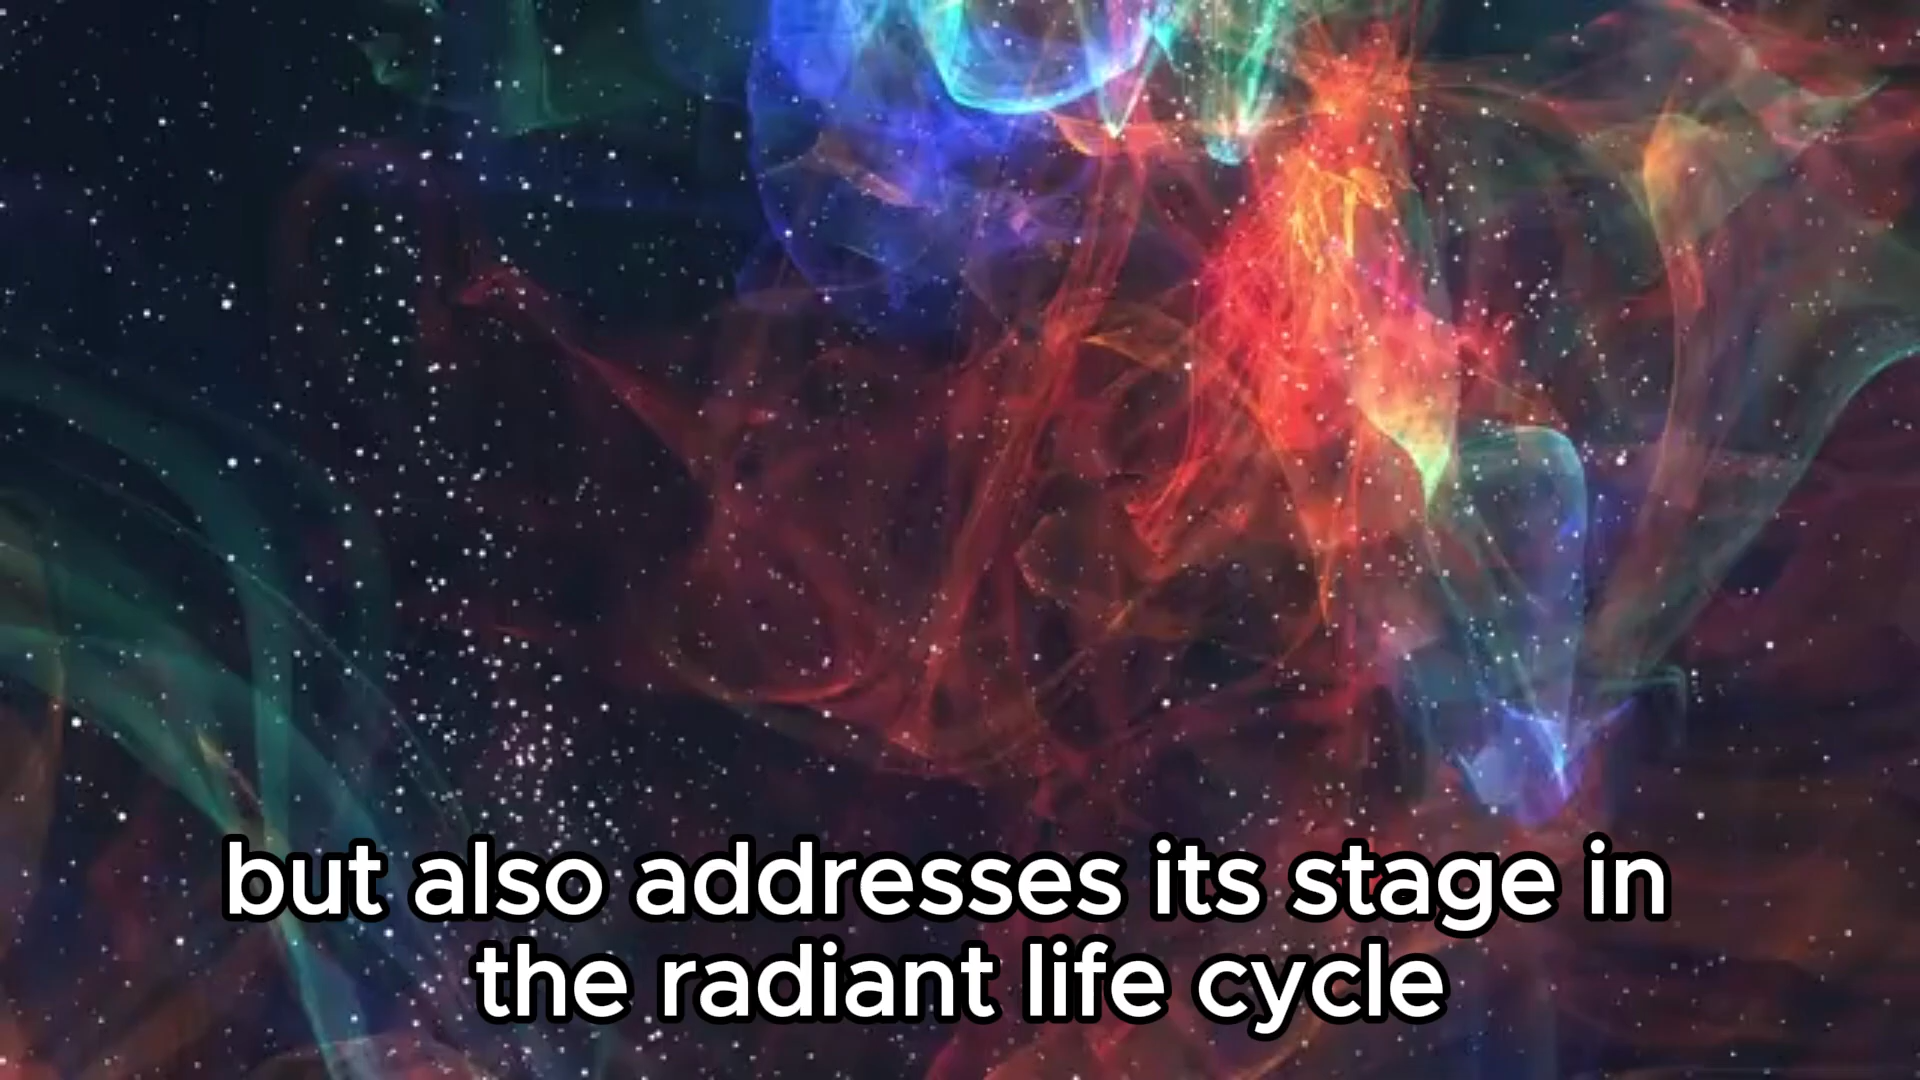 but also addresses its stage in
the radiant life cycle